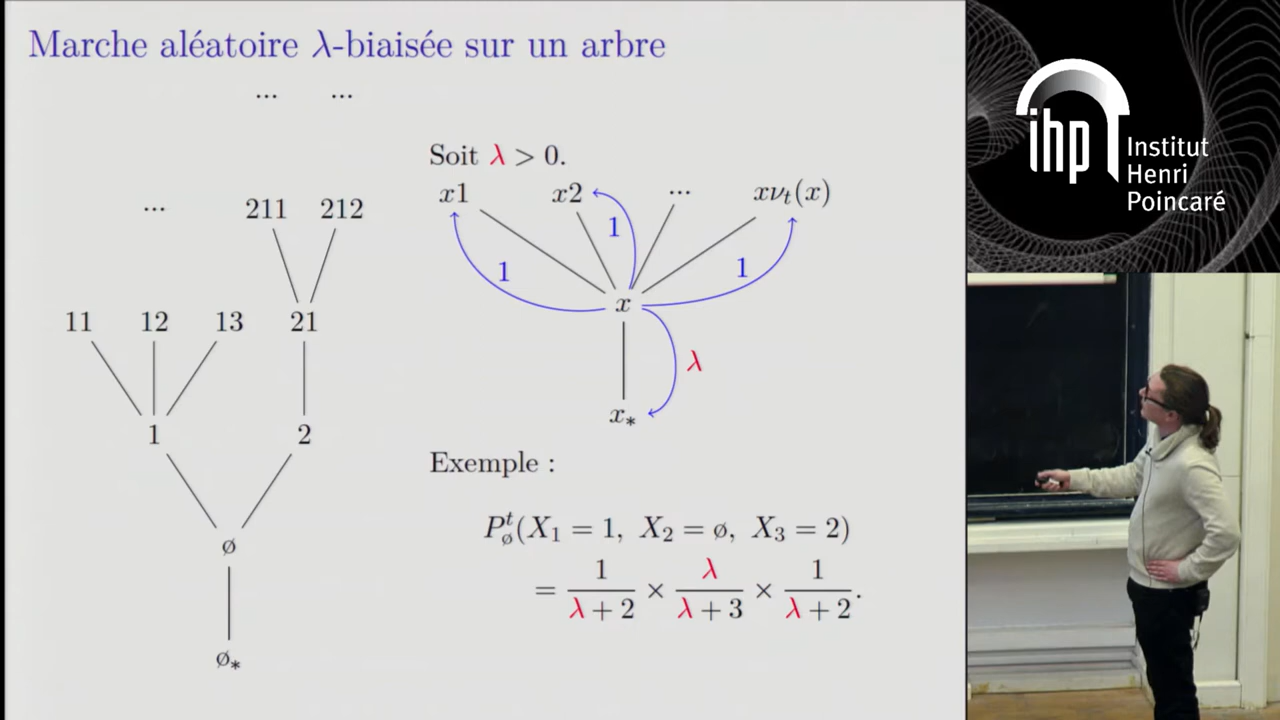 Marche aléatoire λ-biaisée sur un arbre
... ...
... 211 212
11 12 13 21
1 2
ø
ø*
Soit λ > 0.
x1 x2 ... xν_t(x)
1 1 1
x
λ
x*
Exemple :
P^t_ø(X_1 = 1, X_2 = ø, X_3 = 2)
= 1/(λ + 2) × λ/(λ + 3) × 1/(λ + 2).
ihp Institut
Henri
Poincaré